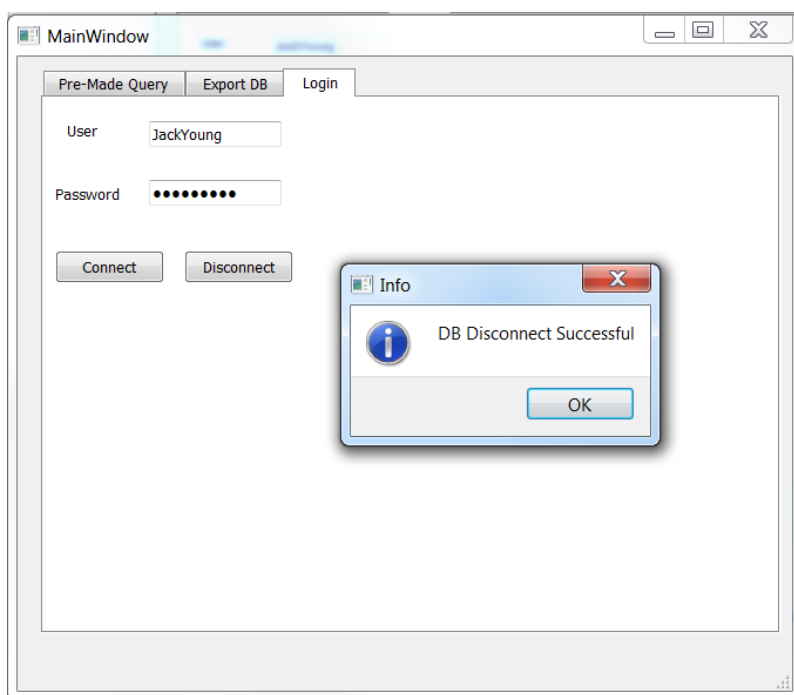 MainWindow
Pre-Made Query Export DB Login
User JackYoung
Password
Connect Disconnect
Info
DB Disconnect Successful
OK